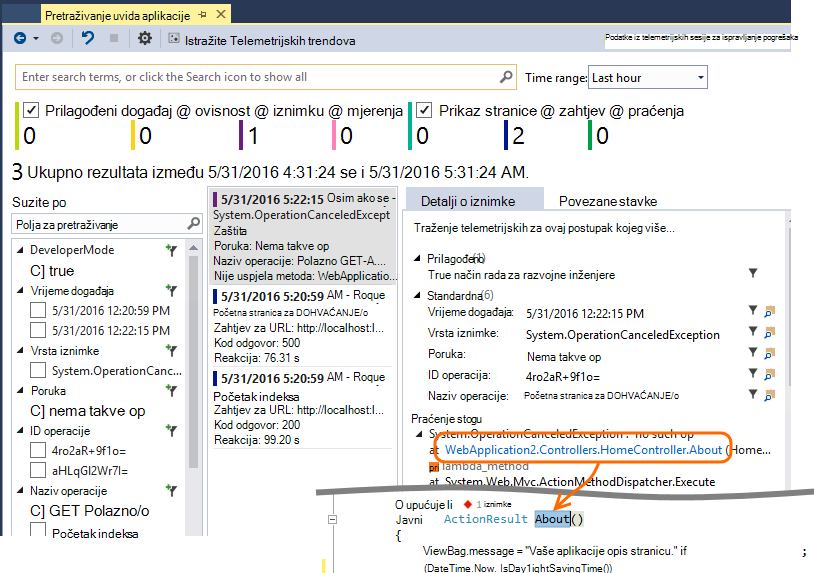 Pretraživanje uvida aplikacije
Istražite Telemetrijskih trendova
Podatke iz telemetrijskih sesije za ispravljanje pogrešaka
Enter search terms, or click the Search icon to show all
Time range: Last hour
Prilagođeni događaj @ ovisnost @ iznimku @ mjerenja
Prikaz stranice @ zahtjev @ praćenja
0 0 1 0 0 2 0
3 Ukupno rezultata između 5/31/2016 4:31:24 se i 5/31/2016 5:31:24 AM.
Suzite po
Polja za pretraživanje
DeveloperMode
C] true
Vrijeme događaja
5/31/2016 12:20:59 PM
5/31/2016 12:22:15 PM
Vrsta iznimke
System.OperationCanc...
Poruka
C] nema takve op
ID operacije
4ro2aR+9f1o=
aHLqGl2Wr7I=
Naziv operacije
C] GET Polazno/o
Početak indeksa
5/31/2016 5:22:15 Osim ako se -
System.OperationCanceledExcept
Zaštita
Poruka: Nema takve op
Naziv operacije: Polazno GET-A....
Nije uspjela metoda: WebApplicatio...
5/31/2016 5:20:59 AM - Roque
Početna stranica za DOHVAĆANJE/o
Zahtjev za URL: http://localhost:l...
Kod odgovor: 500
Reakcija: 76.31 s
5/31/2016 5:20:59 AM - Roque
Početak indeksa
Zahtjev za URL: http://localhost:l...
Kod odgovor: 200
Reakcija: 99.20 s
Detalji o iznimke
Povezane stavke
Traženje telemetrijskih za ovaj postupak kojeg više...
Prilagođeno (1)
True način rada za razvojne inženjere
Standardna (6)
Vrijeme događaja: 5/31/2016 12:22:15 PM
Vrsta iznimke: System.OperationCanceledException
Poruka: Nema takve op
ID operacija: 4ro2aR+9f1o=
Naziv operacije: Početna stranica za DOHVAĆANJE/o
Praćenje stogu
System.OperationCanceledException : no such op
at WebApplication2.Controllers.HomeController.About (Home...
pri lambda_method
at System.Web.Mvc.ActionMethodDispatcher.Execute
O upućuje li 1 iznimke
Javni ActionResult About()
{
ViewBag.message = "Vaše aplikacije opis stranicu." if ;
(DateTime.Now. IsDay1ightSavingTime())